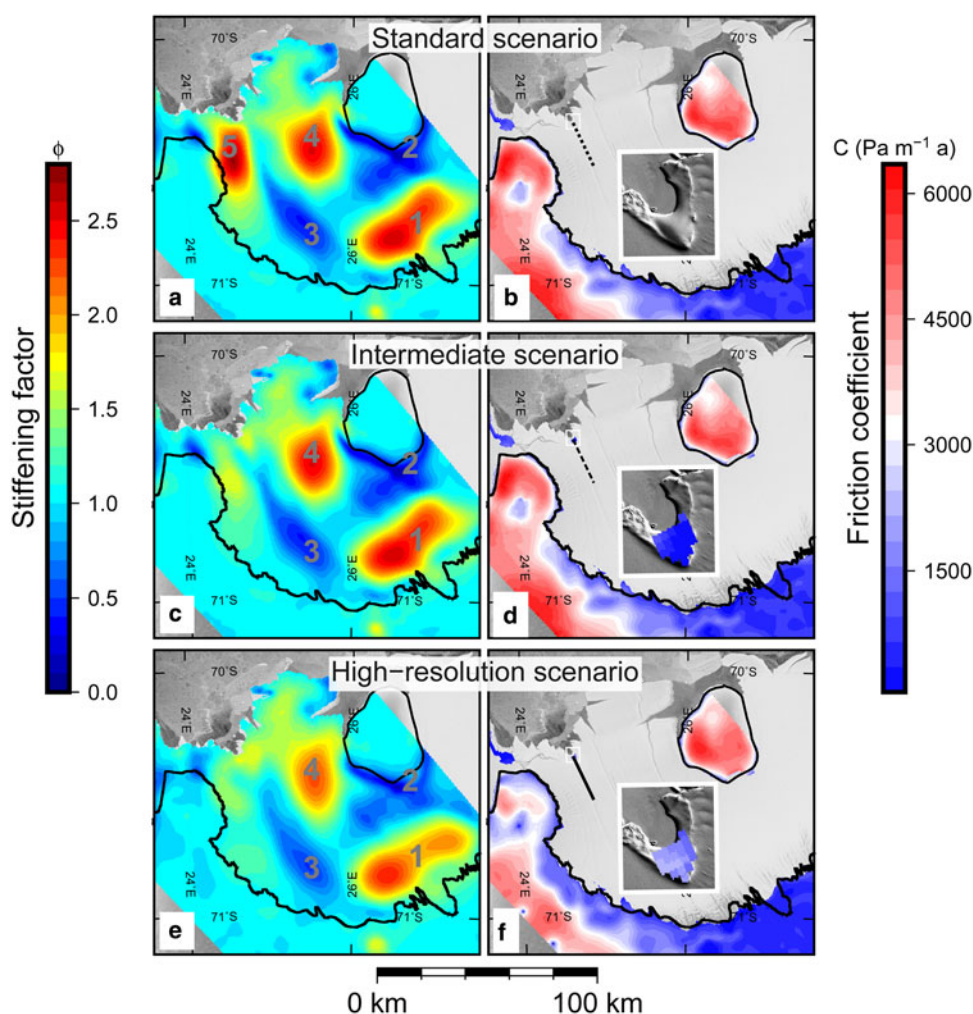 Standard scenario
70°S
24°E
26°E
5
4
2
3
1
26°E
24°E
71°S
a
70°S
24°E
26°E
24°E
71°S
b
Stiffening factor
ϕ
2.5
2.0
1.5
1.0
0.5
0.0
C (Pa m⁻¹ a)
Friction coefficient
6000
4500
3000
1500
Intermediate scenario
70°S
24°E
26°E
4
2
3
1
26°E
24°E
71°S
c
70°S
24°E
26°E
24°E
71°S
d
High−resolution scenario
70°S
24°E
26°E
4
2
3
1
26°E
24°E
71°S
e
70°S
24°E
26°E
26°E
24°E
71°S
f
0 km
100 km